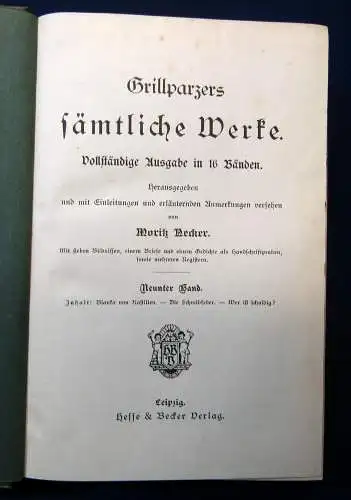 Grillparzers
sämtliche Werke.
Vollständige Ausgabe in 16 Bänden.
Herausgegeben
und mit Einleitungen und erläuternden Anmerkungen versehen
von
Moritz Necker.
Mit sieben Bildnissen, einem Briefe und einem Gedichte als Handschriftproben,
sowie mehreren Registern.
Neunter Band.
Inhalt: Blanka von Kastilien. — Die Schreibfeder. — Wer ist schuldig?
HBV
Leipzig.
Hesse & Becker Verlag.